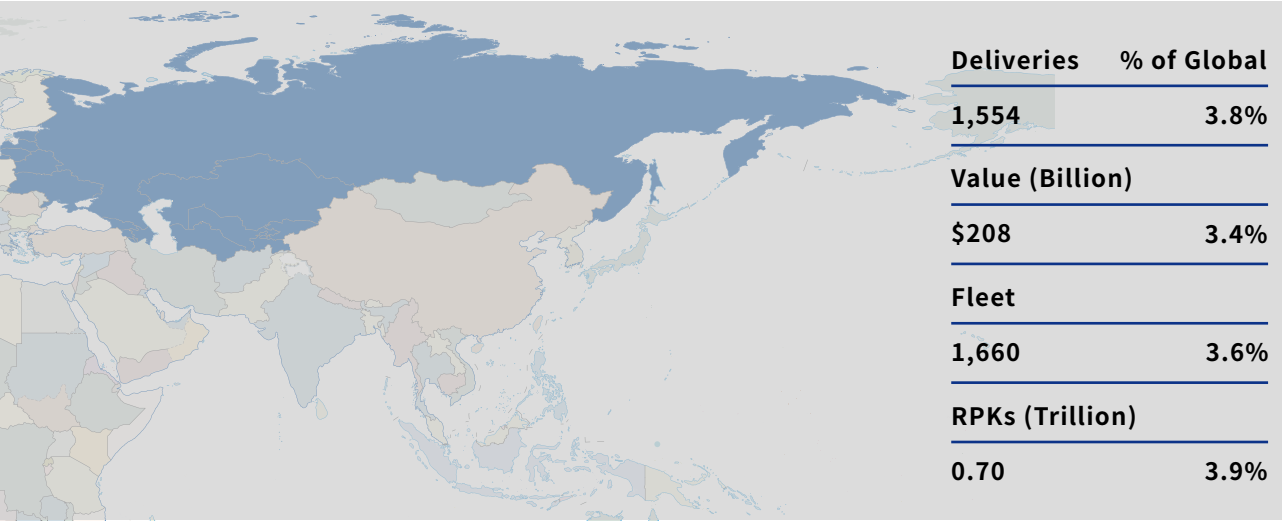 Deliveries % of Global
1,554 3.8%
Value (Billion)
$208 3.4%
Fleet
1,660 3.6%
RPKs (Trillion)
0.70 3.9%